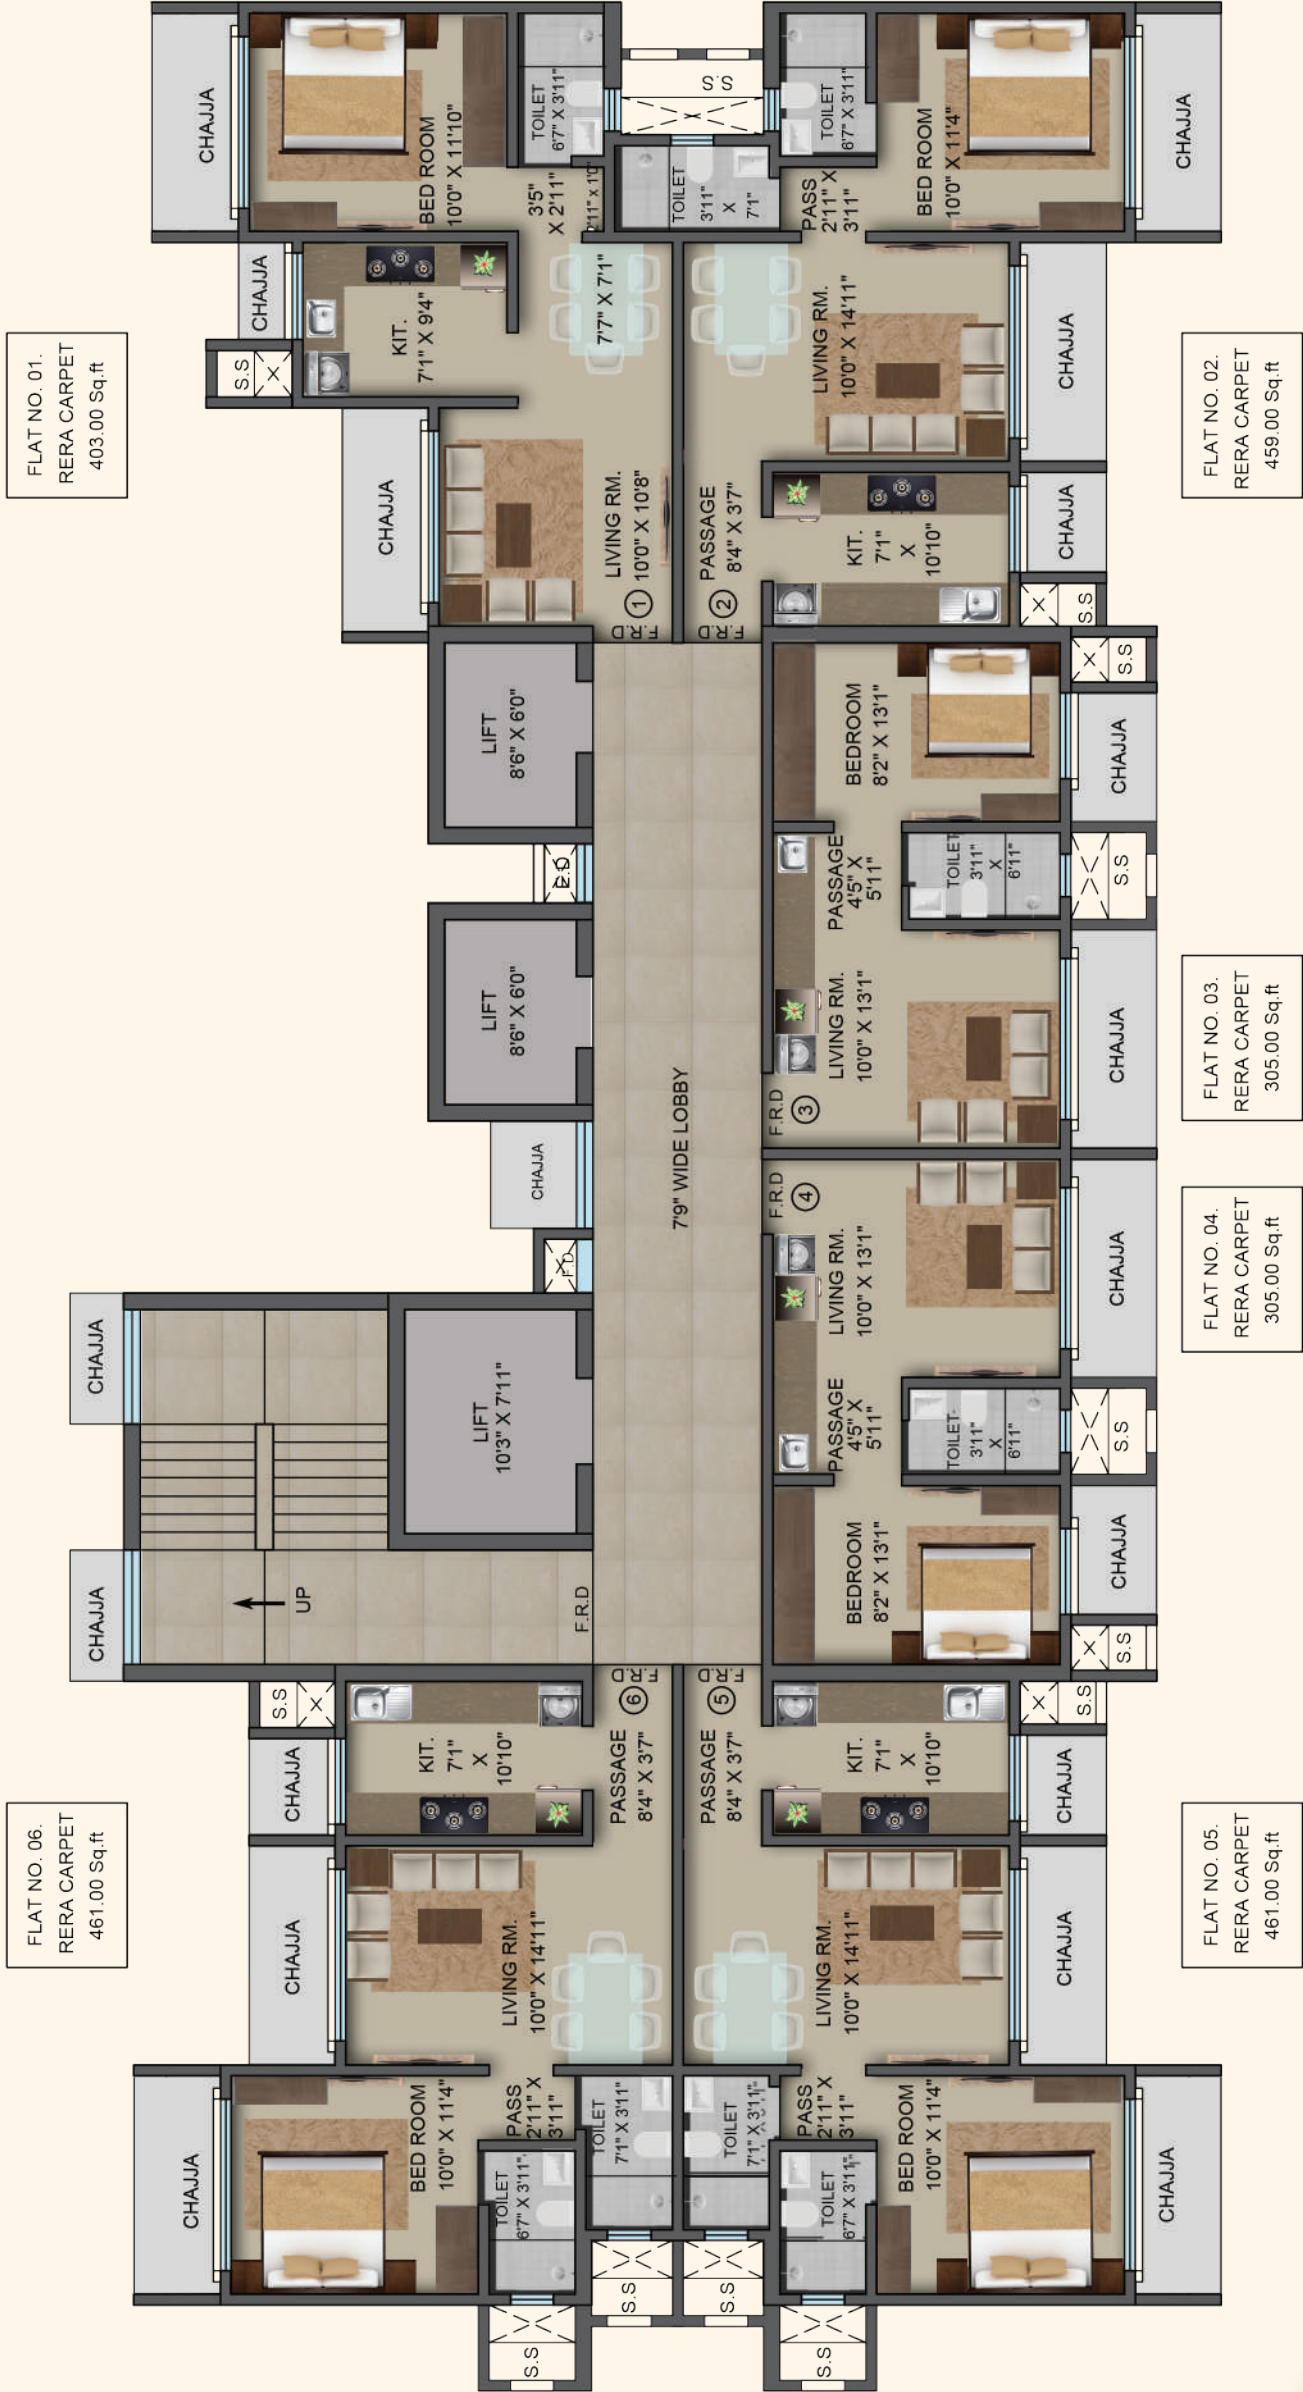 FLAT NO. 01.
RERA CARPET
403.00 Sq.ft
FLAT NO. 06.
RERA CARPET
461.00 Sq.ft
FLAT NO. 02.
RERA CARPET
459.00 Sq.ft
FLAT NO. 03.
RERA CARPET
305.00 Sq.ft
FLAT NO. 04.
RERA CARPET
305.00 Sq.ft
FLAT NO. 05.
RERA CARPET
461.00 Sq.ft
CHAJJA
BED ROOM
10'0" X 11'10"
TOILET
6'7" X 3'11"
3'5"
X 2'11"
2'11" x 1'0"
CHAJJA
S.S
KIT.
7'1" X 9'4"
7'7" X 7'1"
CHAJJA
LIVING RM.
10'0" X 10'8"
1
F.R.D
S.S
TOILET
3'11"
X
7'1"
TOILET
6'7" X 3'11"
PASS
2'11" X
3'11"
BED ROOM
10'0" X 11'4"
CHAJJA
LIVING RM.
10'0" X 14'11"
CHAJJA
PASSAGE
8'4" X 3'7"
2
F.R.D
KIT.
7'1"
X
10'10"
CHAJJA
S.S
LIFT
8'6" X 6'0"
E.D
LIFT
8'6" X 6'0"
CHAJJA
F.D
LIFT
10'3" X 7'11"
CHAJJA
CHAJJA
UP
F.R.D
7'9" WIDE LOBBY
BEDROOM
8'2" X 13'1"
S.S
CHAJJA
PASSAGE
4'5" X
5'11"
TOILET
3'11"
X
6'11"
S.S
LIVING RM.
10'0" X 13'1"
CHAJJA
F.R.D
3
F.R.D
4
LIVING RM.
10'0" X 13'1"
CHAJJA
PASSAGE
4'5" X
5'11"
TOILET
3'11"
X
6'11"
S.S
BEDROOM
8'2" X 13'1"
CHAJJA
S.S
S.S
CHAJJA
KIT.
7'1"
X
10'10"
PASSAGE
8'4" X 3'7"
6
F.R.D
CHAJJA
LIVING RM.
10'0" X 14'11"
CHAJJA
BED ROOM
10'0" X 11'4"
PASS
2'11" X
3'11"
TOILET
6'7" X 3'11"
TOILET
7'1" X 3'11"
S.S
S.S
F.R.D
5
PASSAGE
8'4" X 3'7"
KIT.
7'1"
X
10'10"
S.S
CHAJJA
LIVING RM.
10'0" X 14'11"
CHAJJA
TOILET
7'1" X 3'11"
PASS
2'11" X
3'11"
TOILET
6'7" X 3'11"
BED ROOM
10'0" X 11'4"
CHAJJA
S.S
S.S